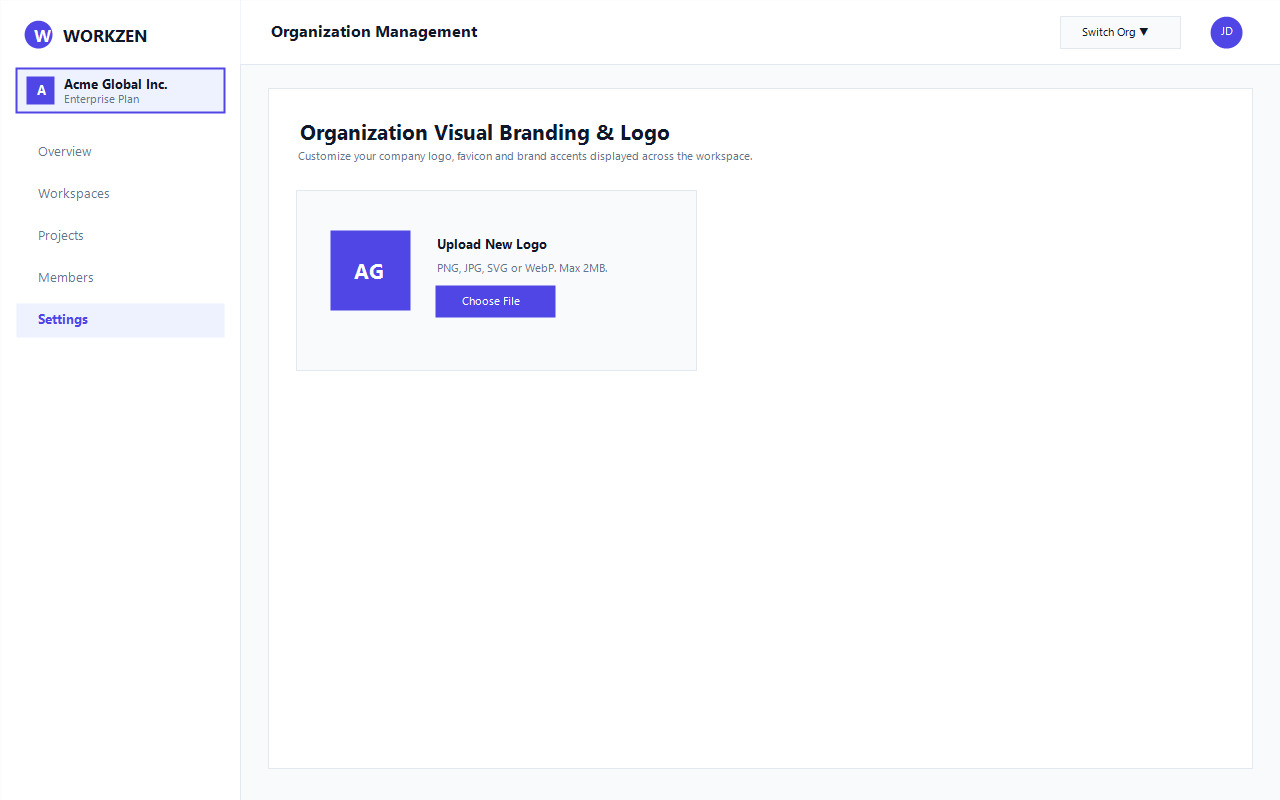 W WORKZEN
Organization Management
Switch Org ▼
JD
A
Acme Global Inc.
Enterprise Plan
Overview
Workspaces
Projects
Members
Settings
Organization Visual Branding & Logo
Customize your company logo, favicon and brand accents displayed across the workspace.
AG
Upload New Logo
PNG, JPG, SVG or WebP. Max 2MB.
Choose File